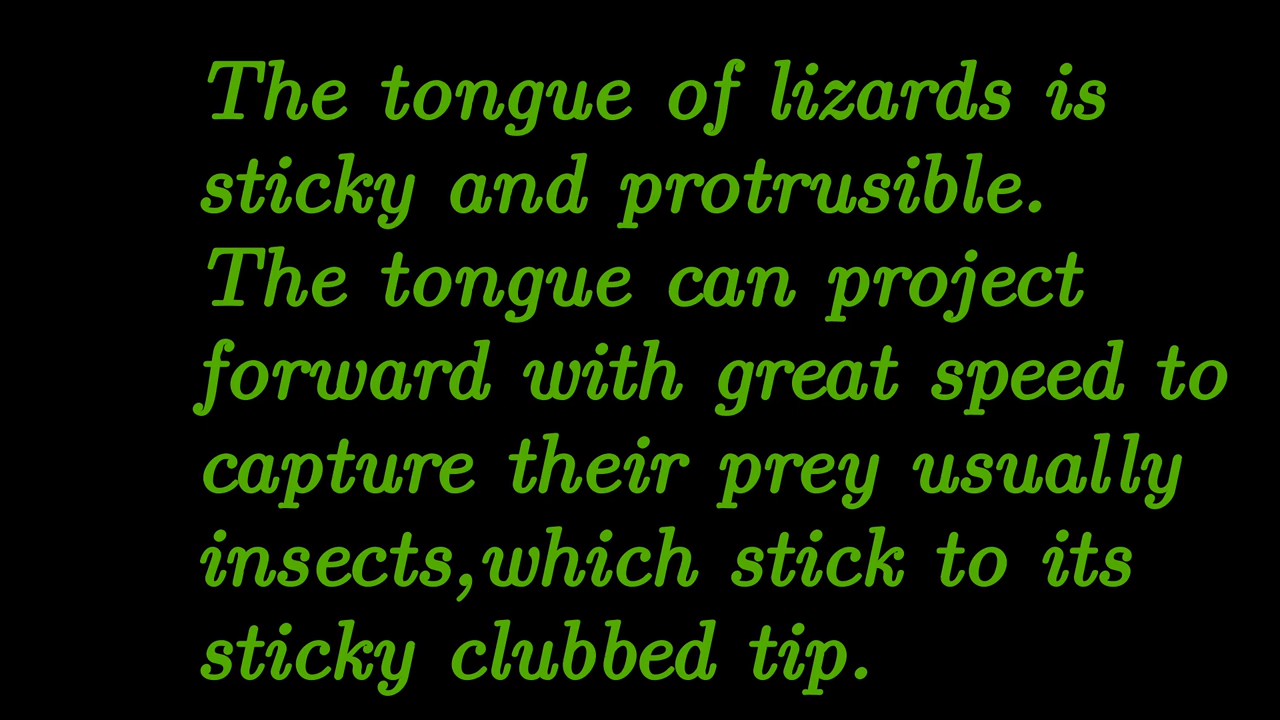 The tongue of lizards is
sticky and protrusible.
The tongue can project
forward with great speed to
capture their prey usually
insects,which stick to its
sticky clubbed tip.